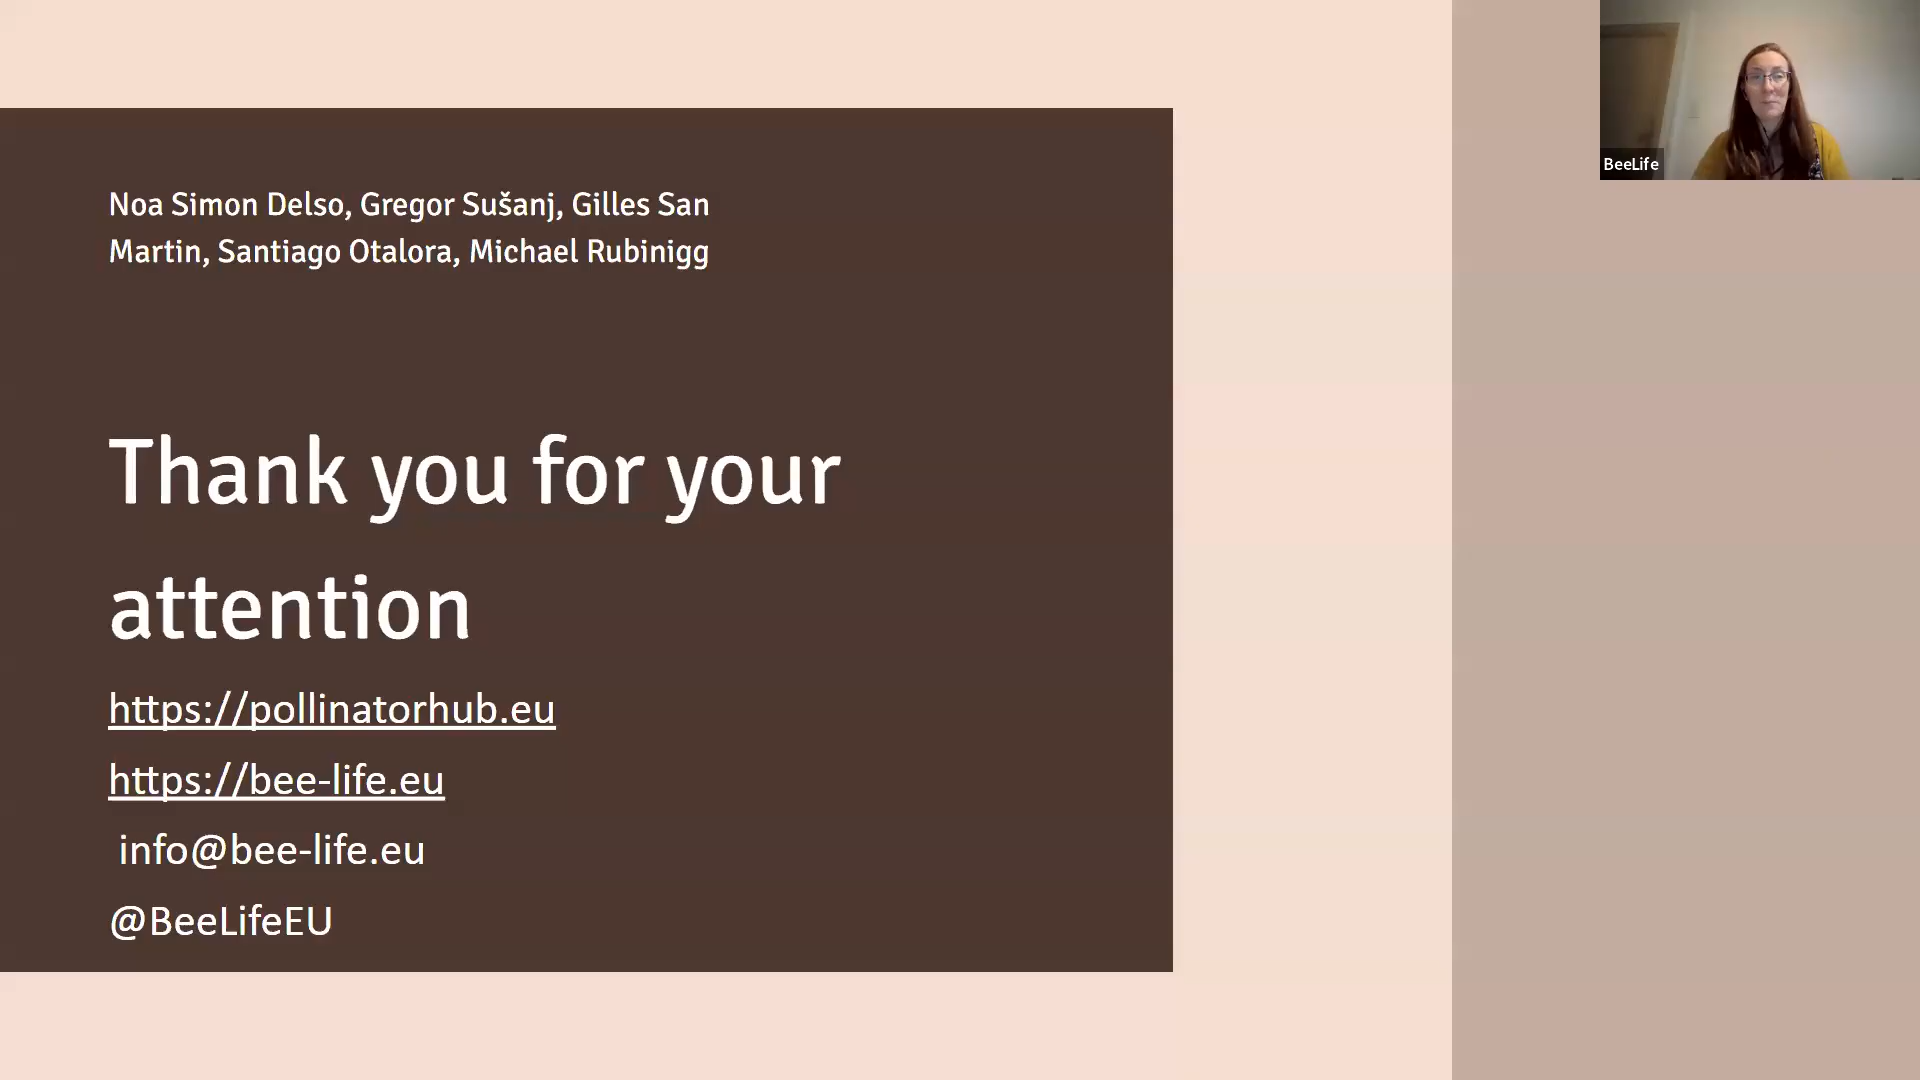 Noa Simon Delso, Gregor Sušanj, Gilles San
Martin, Santiago Otalora, Michael Rubinigg
Thank you for your
attention
https://pollinatorhub.eu
https://bee-life.eu
info@bee-life.eu
@BeeLifeEU
BeeLife